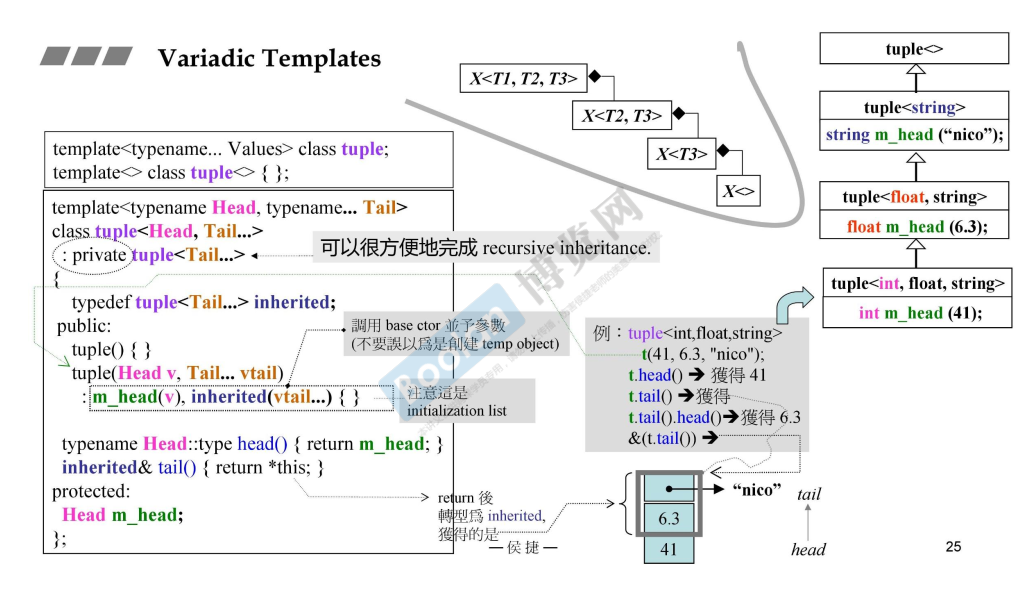 Variadic Templates
X<T1, T2, T3>
X<T2, T3>
X<T3>
X<>
tuple<>
tuple<string>
string m_head (“nico”);
tuple<float, string>
float m_head (6.3);
tuple<int, float, string>
int m_head (41);
template<typename... Values> class tuple;
template<> class tuple<> { };
template<typename Head, typename... Tail>
class tuple<Head, Tail...>
: private tuple<Tail...>
可以很方便地完成 recursive inheritance.
{
typedef tuple<Tail...> inherited;
public:
tuple() { }
tuple(Head v, Tail... vtail)
: m_head(v), inherited(vtail...) { }
調用 base ctor 並予參數
(不要誤以爲是創建 temp object)
注意這是
initialization list
typename Head::type head() { return m_head; }
inherited& tail() { return *this; }
protected:
Head m_head;
};
return 後
轉型爲 inherited,
獲得的是
例：tuple<int,float,string>
t(41, 6.3, "nico");
t.head() ➔ 獲得 41
t.tail() ➔獲得
t.tail().head()➔獲得 6.3
&(t.tail()) ➔
“nico”
6.3
41
tail
head
— 侯捷 —
25
Boolan
博览网